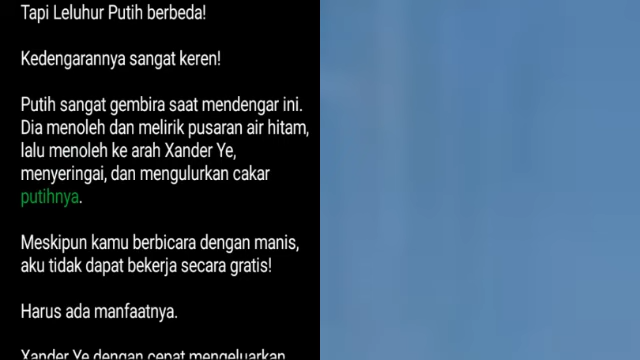 Tapi Leluhur Putih berbeda!
Kedengarannya sangat keren!
Putih sangat gembira saat mendengar ini.
Dia menoleh dan melirik pusaran air hitam,
lalu menoleh ke arah Xander Ye,
menyeringai, dan mengulurkan cakar
putihnya.
Meskipun kamu berbicara dengan manis,
aku tidak dapat bekerja secara gratis!
Harus ada manfaatnya.
Xander Ye dengan cepat mengeluarkan